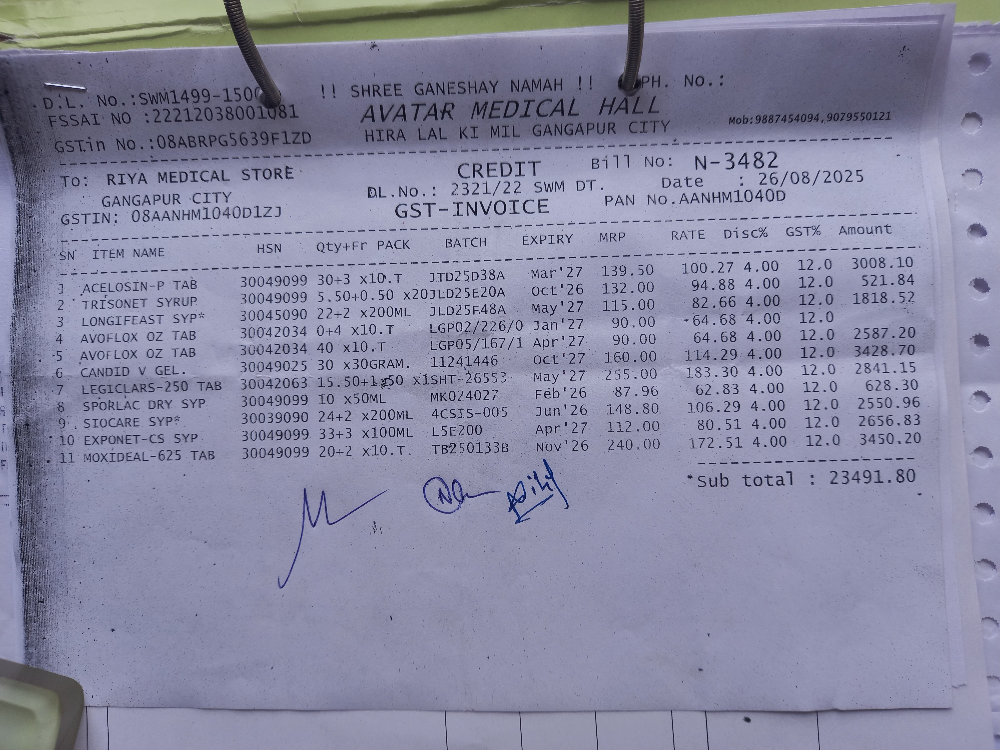 D.L. No.:SWM1499-1500 !! SHREE GANESHAY NAMAH !! PH. No.:
FSSAI NO :22212038001081 AVATAR MEDICAL HALL Mob:9887454094,9079550121
GSTin No.:08ABRPG5639F1ZD HIRA LAL KI MIL GANGAPUR CITY
To: RIYA MEDICAL STORE CREDIT Bill No: N-3482
GANGAPUR CITY DL.No.: 2321/22 SWM DT. Date : 26/08/2025
GSTIN: 08AANHM1040D1ZJ GST-INVOICE PAN No.AANHM1040D
SN ITEM NAME HSN Qty+Fr PACK BATCH EXPIRY MRP RATE Disc% GST% Amount
1 ACELOSIN-P TAB 30049099 30+3 x10.T JTD25D38A Mar'27 139.50 100.27 4.00 12.0 3008.10
2 TRISONET SYRUP 30049099 5.50+0.50 x20JLD25E20A Oct'26 132.00 94.88 4.00 12.0 521.84
3 LONGIFEAST SYP* 30045090 22+2 x200ML JLD25F48A May'27 115.00 82.66 4.00 12.0 1818.52
4 AVOFLOX OZ TAB 30042034 0+4 x10.T LGP02/226/0 Jan'27 90.00 64.68 4.00 12.0
5 AVOFLOX OZ TAB 30042034 40 x10.T LGP05/167/1 Apr'27 90.00 64.68 4.00 12.0 2587.20
6 CANDID V GEL. 30049025 30 x30GRAM. 11241446 Oct'27 160.00 114.29 4.00 12.0 3428.70
7 LEGICLARS-250 TAB 30042063 15.50+1.50 x1SHT-26553 May'27 255.00 183.30 4.00 12.0 2841.15
8 SPORLAC DRY SYP 30049099 10 x50ML MK024027 Feb'26 87.96 62.83 4.00 12.0 628.30
9 SIOCARE SYP* 30039090 24+2 x200ML 4CSIS-005 Jun'26 148.80 106.29 4.00 12.0 2550.96
10 EXPONET-CS SYP 30049099 33+3 x100ML L5E200 Apr'27 112.00 80.51 4.00 12.0 2656.83
11 MOXIDEAL-625 TAB 30049099 20+2 x10.T. TB250133B Nov'26 240.00 172.51 4.00 12.0 3450.20
*Sub total : 23491.80